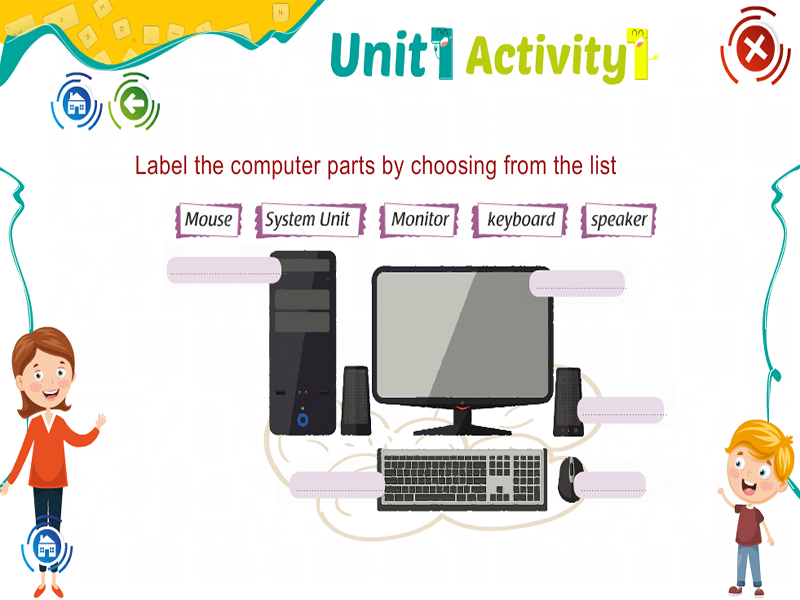 Unit 1 Activity 1
Label the computer parts by choosing from the list
Mouse System Unit Monitor keyboard speaker